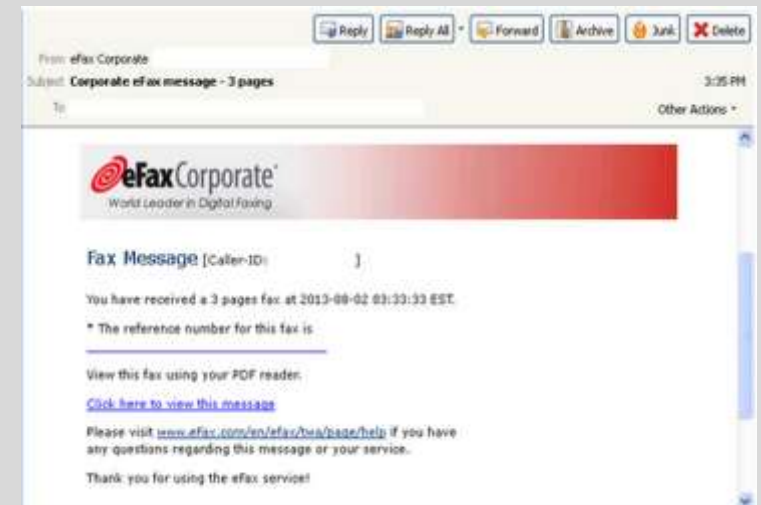 Reply Reply All Forward Archive Junk Delete
From: eFax Corporate
Subject: Corporate eFax message - 3 pages 3:35 PM
To Other Actions
eFax Corporate
World Leader in Digital Faxing
Fax Message [Caller-ID: ]
You have received a 3 pages fax at 2013-08-02 03:33:33 EST.
* The reference number for this fax is
View this fax using your PDF reader.
Click here to view this message
Please visit www.efax.com/en/efax/twa/page/help if you have
any questions regarding this message or your service.
Thank you for using the eFax service!